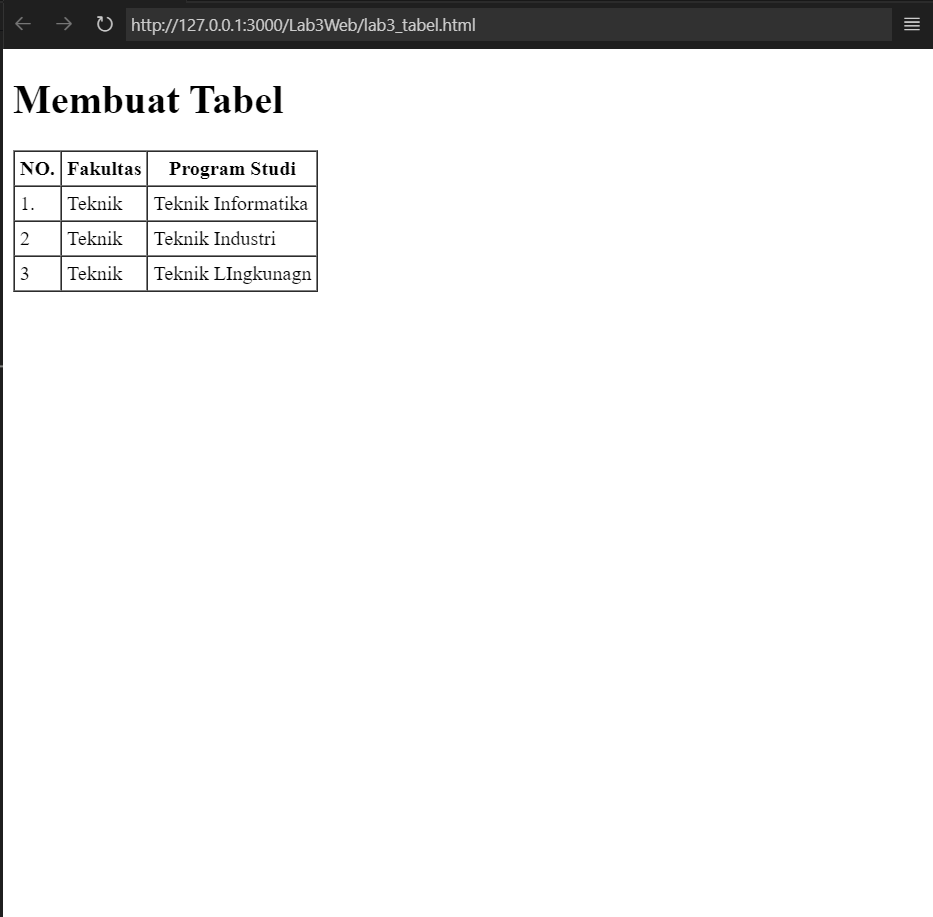 http://127.0.0.1:3000/Lab3Web/lab3_tabel.html
Membuat Tabel
NO. Fakultas Program Studi
1. Teknik Teknik Informatika
2 Teknik Teknik Industri
3 Teknik Teknik LIngkunagn